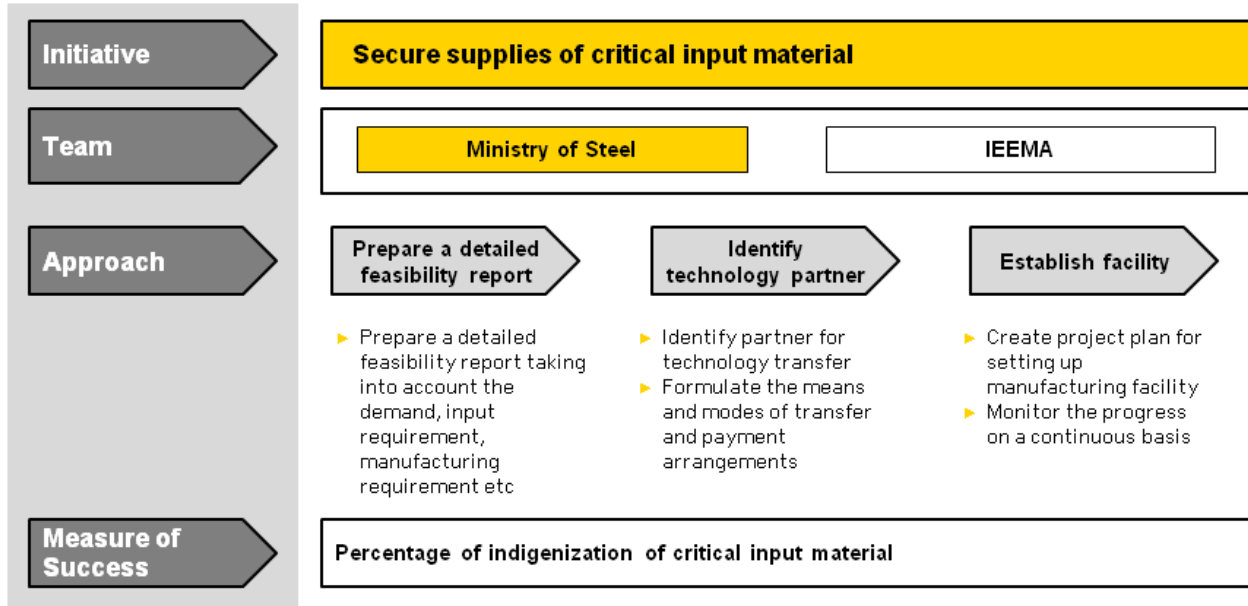 Initiative
Secure supplies of critical input material
Team
Ministry of Steel
IEEMA
Approach
Prepare a detailed
feasibility report
Identify
technology partner
Establish facility
Prepare a detailed
feasibility report taking
into account the
demand, input
requirement,
manufacturing
requirement etc
Identify partner for
technology transfer
Formulate the means
and modes of transfer
and payment
arrangements
Create project plan for
setting up
manufacturing facility
Monitor the progress
on a continuous basis
Measure of
Success
Percentage of indigenization of critical input material